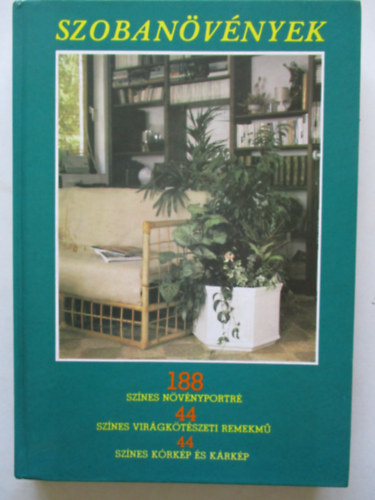 SZOBANÖVÉNYEK
188
SZÍNES NÖVÉNYPORTRÉ
44
SZÍNES VIRÁGKÖTÉSZETI REMEKMŰ
44
SZÍNES KÓRKÉP ÉS KÁRKÉP